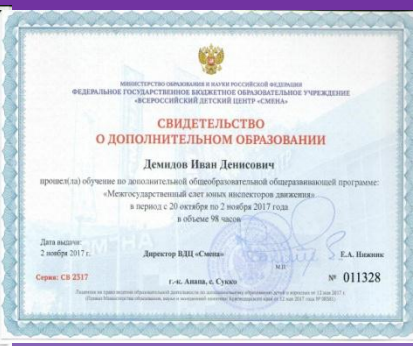 МИНИСТЕРСТВО ОБРАЗОВАНИЯ И НАУКИ РОССИЙСКОЙ ФЕДЕРАЦИИ
ФЕДЕРАЛЬНОЕ ГОСУДАРСТВЕННОЕ БЮДЖЕТНОЕ ОБРАЗОВАТЕЛЬНОЕ УЧРЕЖДЕНИЕ
«ВСЕРОССИЙСКИЙ ДЕТСКИЙ ЦЕНТР «СМЕНА»
СВИДЕТЕЛЬСТВО
О ДОПОЛНИТЕЛЬНОМ ОБРАЗОВАНИИ
Демидов Иван Денисович
прошел(ла) обучение по дополнительной общеобразовательной общеразвивающей программе:
«Межгосударственный слет юных инспекторов движения»
в период с 20 октября по 2 ноября 2017 года
в объеме 98 часов
Дата выдачи:
2 ноября 2017 г.
Директор ВДЦ «Смена»
Е.А. Нижник
М.П.
Серия: СВ 2517
№ 011328
г.-к. Анапа, с. Сукко